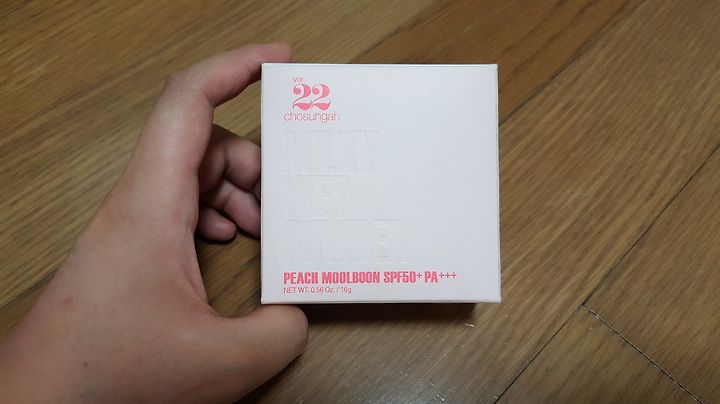 ver.
22
chosungah
MILKY
WET
POWDER
PEACH MOOLBOON SPF50+ PA+++
NET WT. 0.56 Oz. / 16g